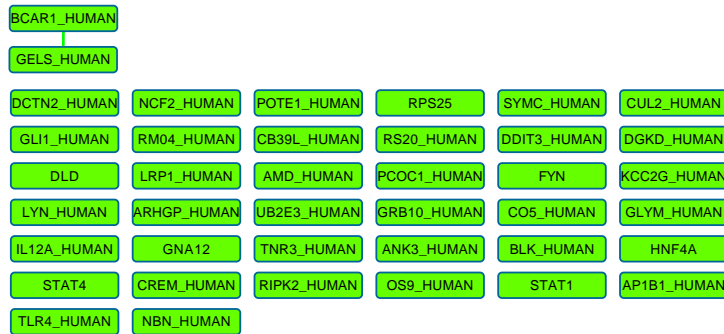 BCAR1_HUMAN
GELS_HUMAN
DCTN2_HUMAN NCF2_HUMAN POTE1_HUMAN RPS25 SYMC_HUMAN CUL2_HUMAN
GLI1_HUMAN RM04_HUMAN CB39L_HUMAN RS20_HUMAN DDIT3_HUMAN DGKD_HUMAN
DLD LRP1_HUMAN AMD_HUMAN PCOC1_HUMAN FYN KCC2G_HUMAN
LYN_HUMAN ARHGP_HUMAN UB2E3_HUMAN GRB10_HUMAN CO5_HUMAN GLYM_HUMAN
IL12A_HUMAN GNA12 TNR3_HUMAN ANK3_HUMAN BLK_HUMAN HNF4A
STAT4 CREM_HUMAN RIPK2_HUMAN OS9_HUMAN STAT1 AP1B1_HUMAN
TLR4_HUMAN NBN_HUMAN